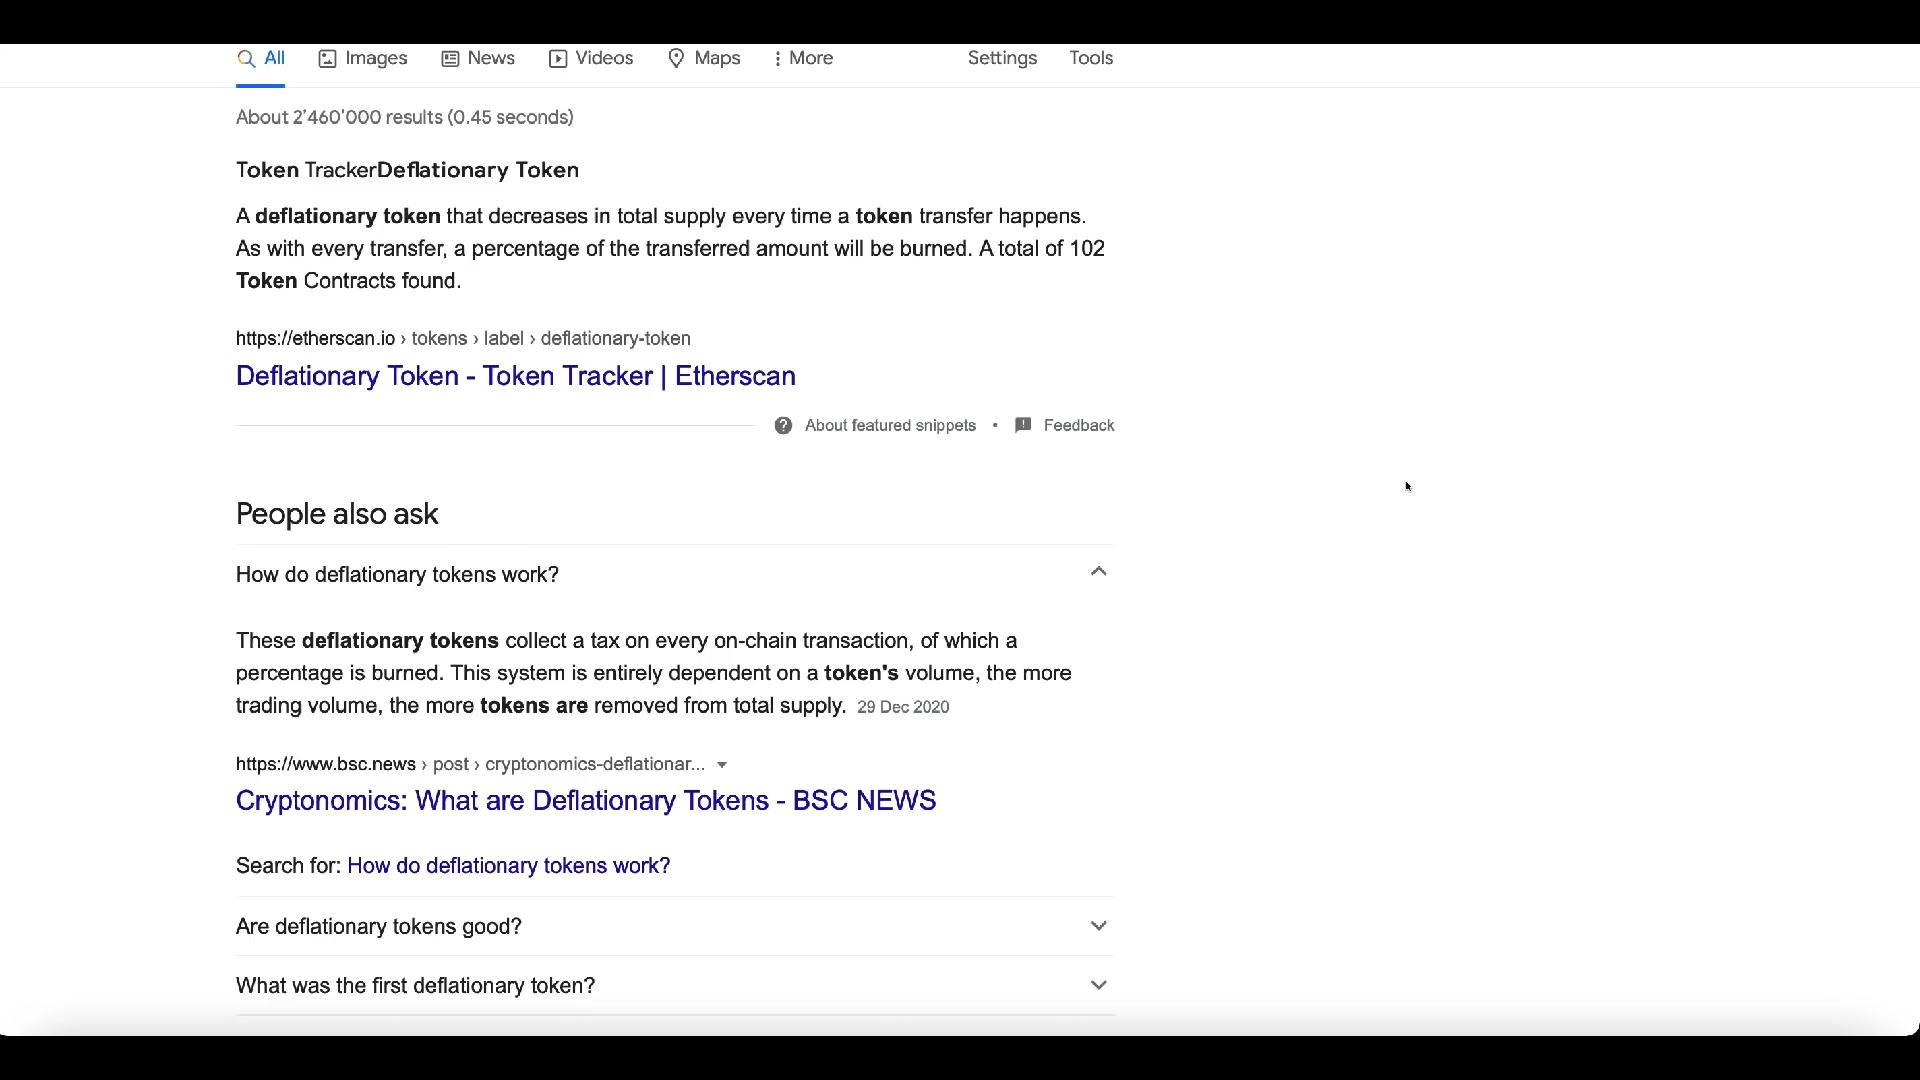 All Images News Videos Maps More Settings Tools
About 2'460'000 results (0.45 seconds)
Token TrackerDeflationary Token
A deflationary token that decreases in total supply every time a token transfer happens.
As with every transfer, a percentage of the transferred amount will be burned. A total of 102
Token Contracts found.
https://etherscan.io › tokens › label › deflationary-token
Deflationary Token - Token Tracker | Etherscan
About featured snippets • Feedback
People also ask
How do deflationary tokens work?
These deflationary tokens collect a tax on every on-chain transaction, of which a
percentage is burned. This system is entirely dependent on a token's volume, the more
trading volume, the more tokens are removed from total supply. 29 Dec 2020
https://www.bsc.news › post › cryptonomics-deflationar...
Cryptonomics: What are Deflationary Tokens - BSC NEWS
Search for: How do deflationary tokens work?
Are deflationary tokens good?
What was the first deflationary token?